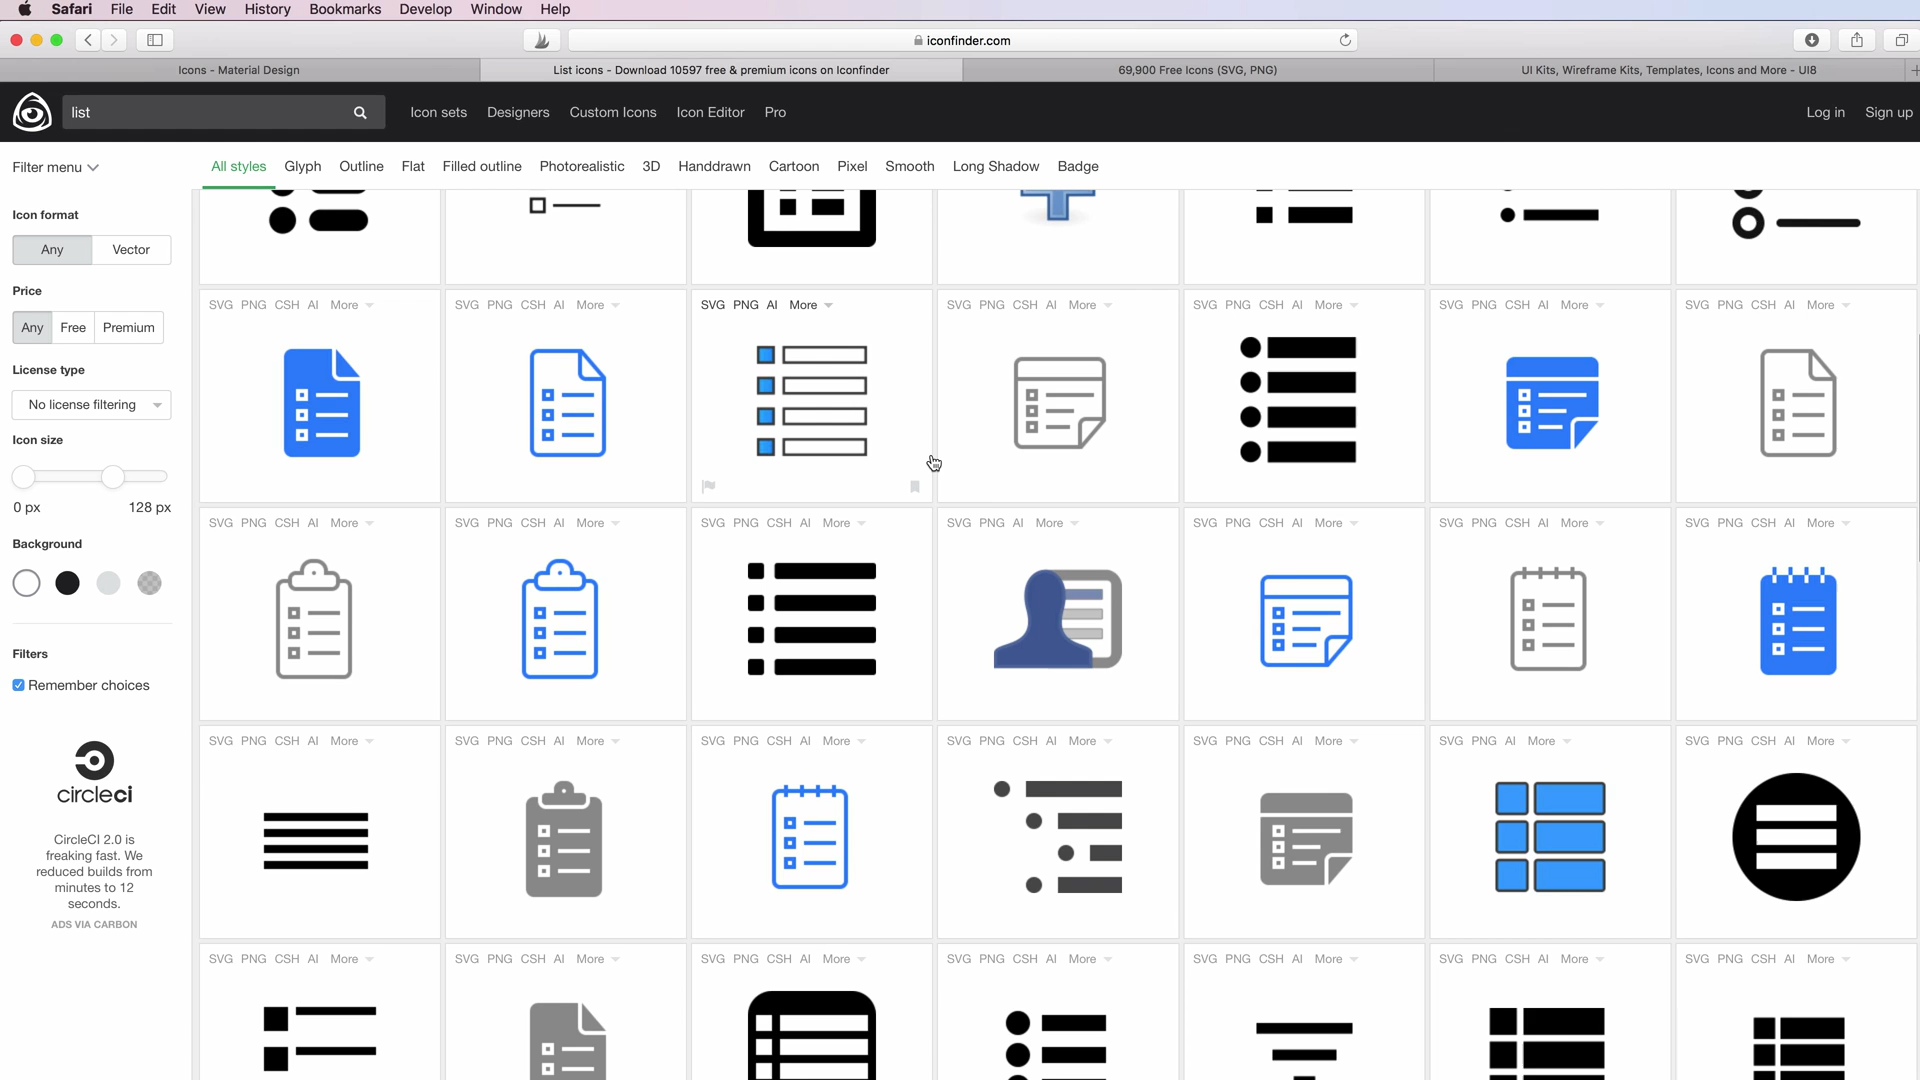 Safari File Edit View History Bookmarks Develop Window Help
iconfinder.com
Icons - Material Design
List icons - Download 10597 free & premium icons on Iconfinder
69,900 Free Icons (SVG, PNG)
UI Kits, Wireframe Kits, Templates, Icons and More - UI8
list
Icon sets Designers Custom Icons Icon Editor Pro
Log in Sign up
Filter menu
All styles Glyph Outline Flat Filled outline Photorealistic 3D Handdrawn Cartoon Pixel Smooth Long Shadow Badge
Icon format
Any Vector
Price
Any Free Premium
License type
No license filtering
Icon size
0 px 128 px
Background
Filters
Remember choices
circleci
CircleCI 2.0 is
freaking fast. We
reduced builds from
minutes to 12
seconds.
ADS VIA CARBON
SVG PNG CSH AI More
SVG PNG CSH AI More
SVG PNG AI More
SVG PNG CSH AI More
SVG PNG CSH AI More
SVG PNG CSH AI More
SVG PNG CSH AI More
SVG PNG CSH AI More
SVG PNG CSH AI More
SVG PNG CSH AI More
SVG PNG AI More
SVG PNG CSH AI More
SVG PNG CSH AI More
SVG PNG CSH AI More
SVG PNG CSH AI More
SVG PNG CSH AI More
SVG PNG CSH AI More
SVG PNG CSH AI More
SVG PNG CSH AI More
SVG PNG AI More
SVG PNG CSH AI More
SVG PNG CSH AI More
SVG PNG CSH AI More
SVG PNG CSH AI More
SVG PNG CSH AI More
SVG PNG CSH AI More
SVG PNG CSH AI More
SVG PNG CSH AI More